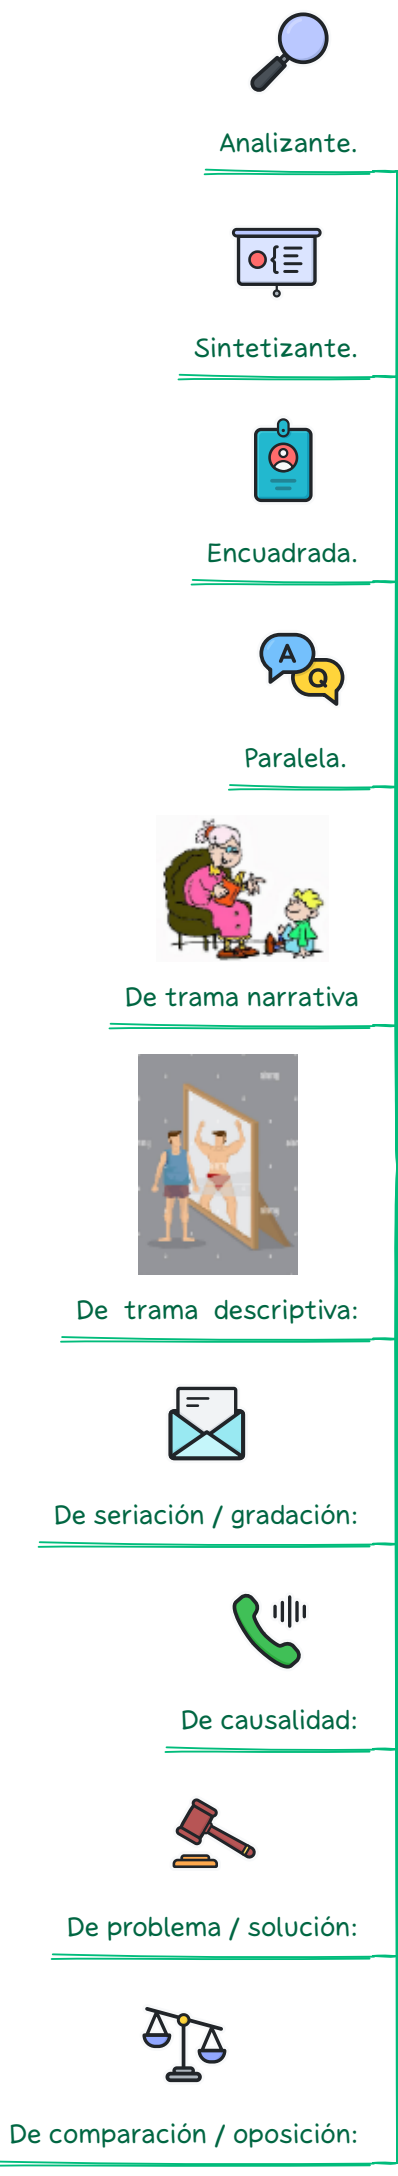 Analizante.
Sintetizante.
Encuadrada.
A
Q
Paralela.
De trama narrativa
De trama descriptiva:
De seriación / gradación:
De causalidad:
De problema / solución:
De comparación / oposición: